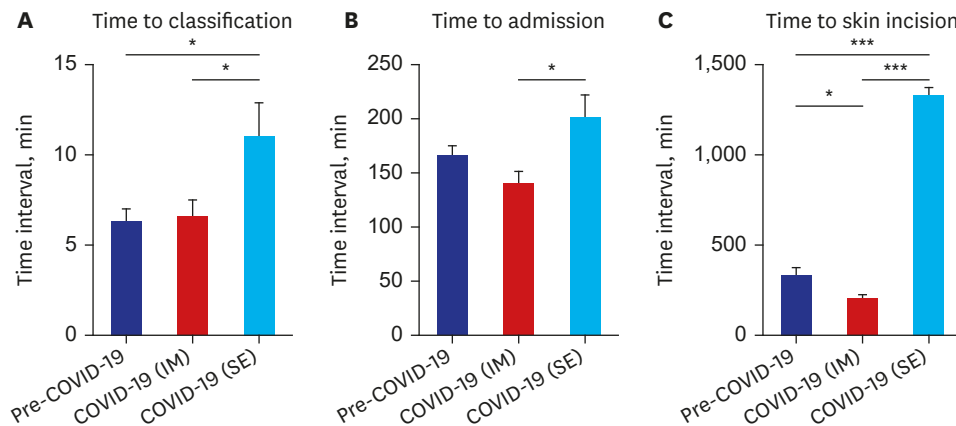 A Time to classification
*
*
Time interval, min
15
10
5
0
Pre-COVID-19
COVID-19 (IM)
COVID-19 (SE)
B Time to admission
*
Time interval, min
250
200
150
100
50
0
Pre-COVID-19
COVID-19 (IM)
COVID-19 (SE)
C Time to skin incision
***
***
*
Time interval, min
1,500
1,000
500
0
Pre-COVID-19
COVID-19 (IM)
COVID-19 (SE)